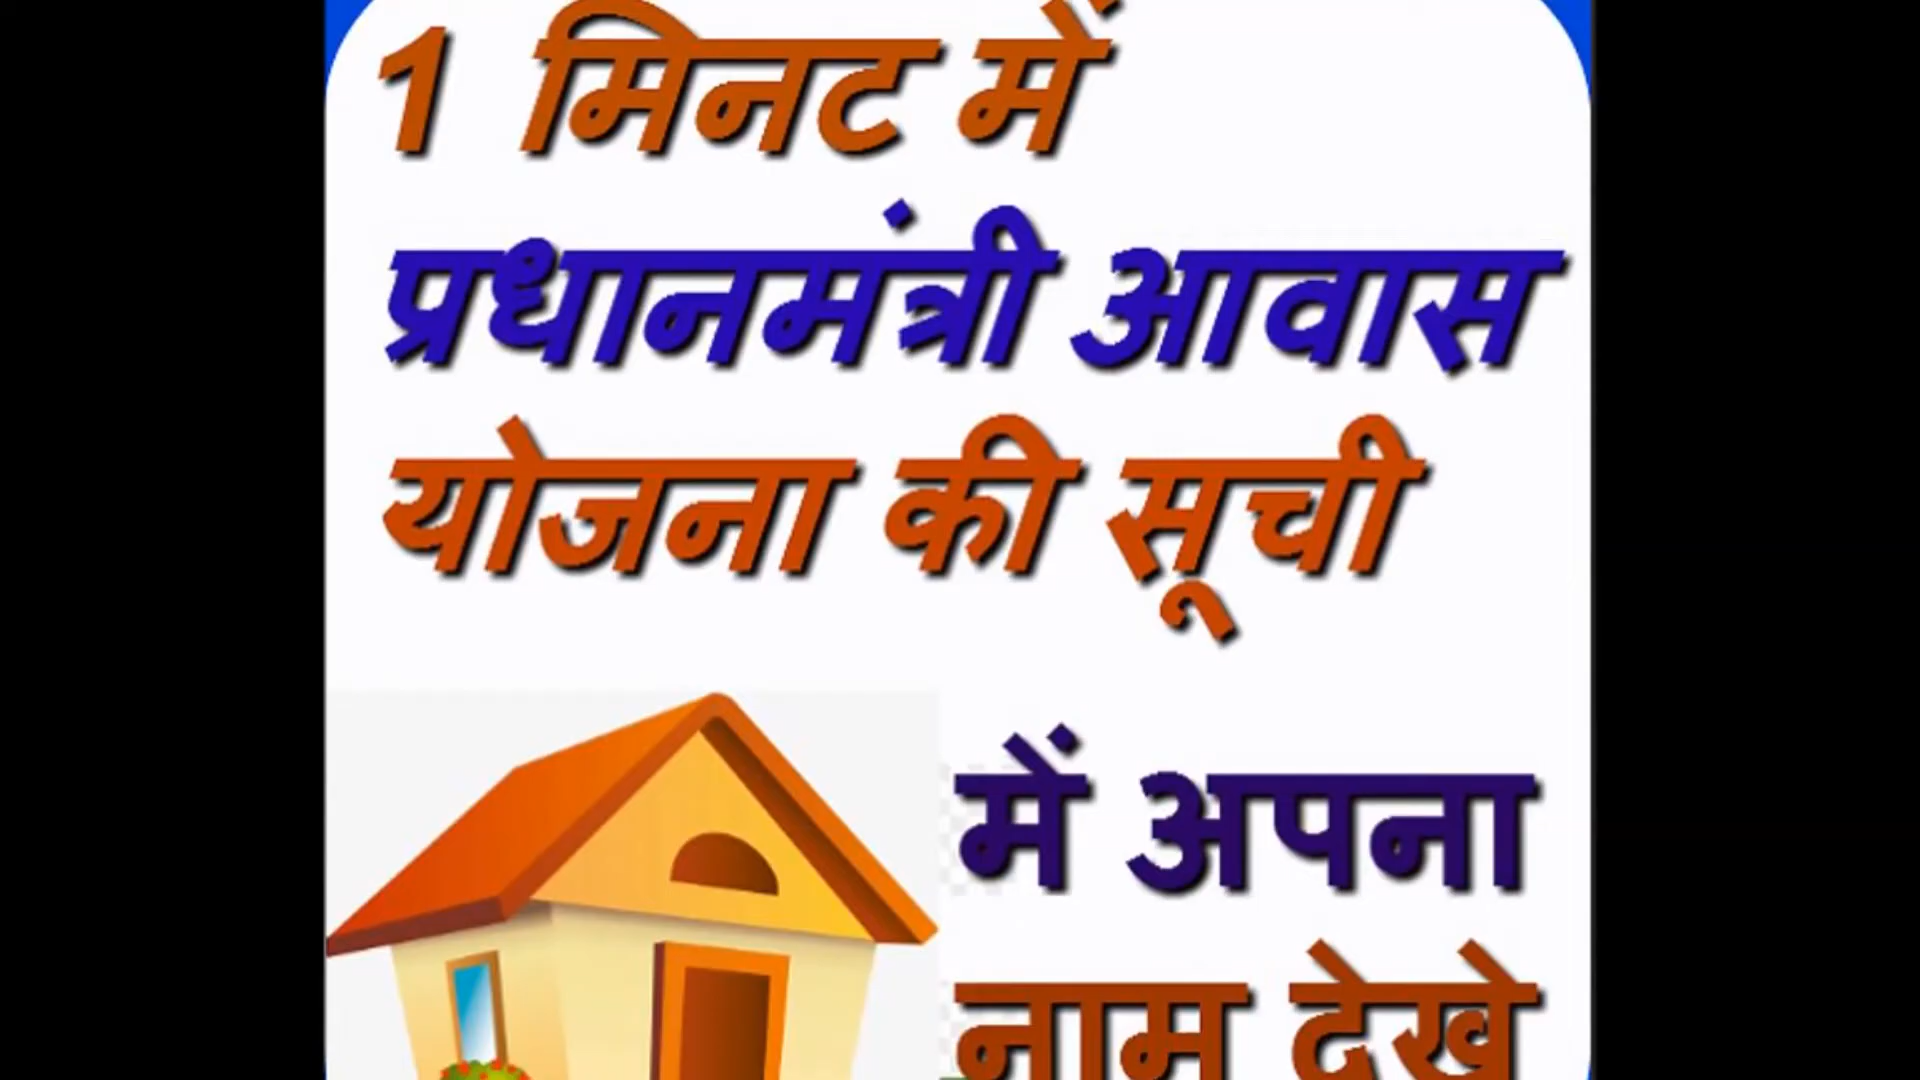 1 मिनट में
प्रधानमंत्री आवास
योजना की सूची
में अपना
नाम देखे